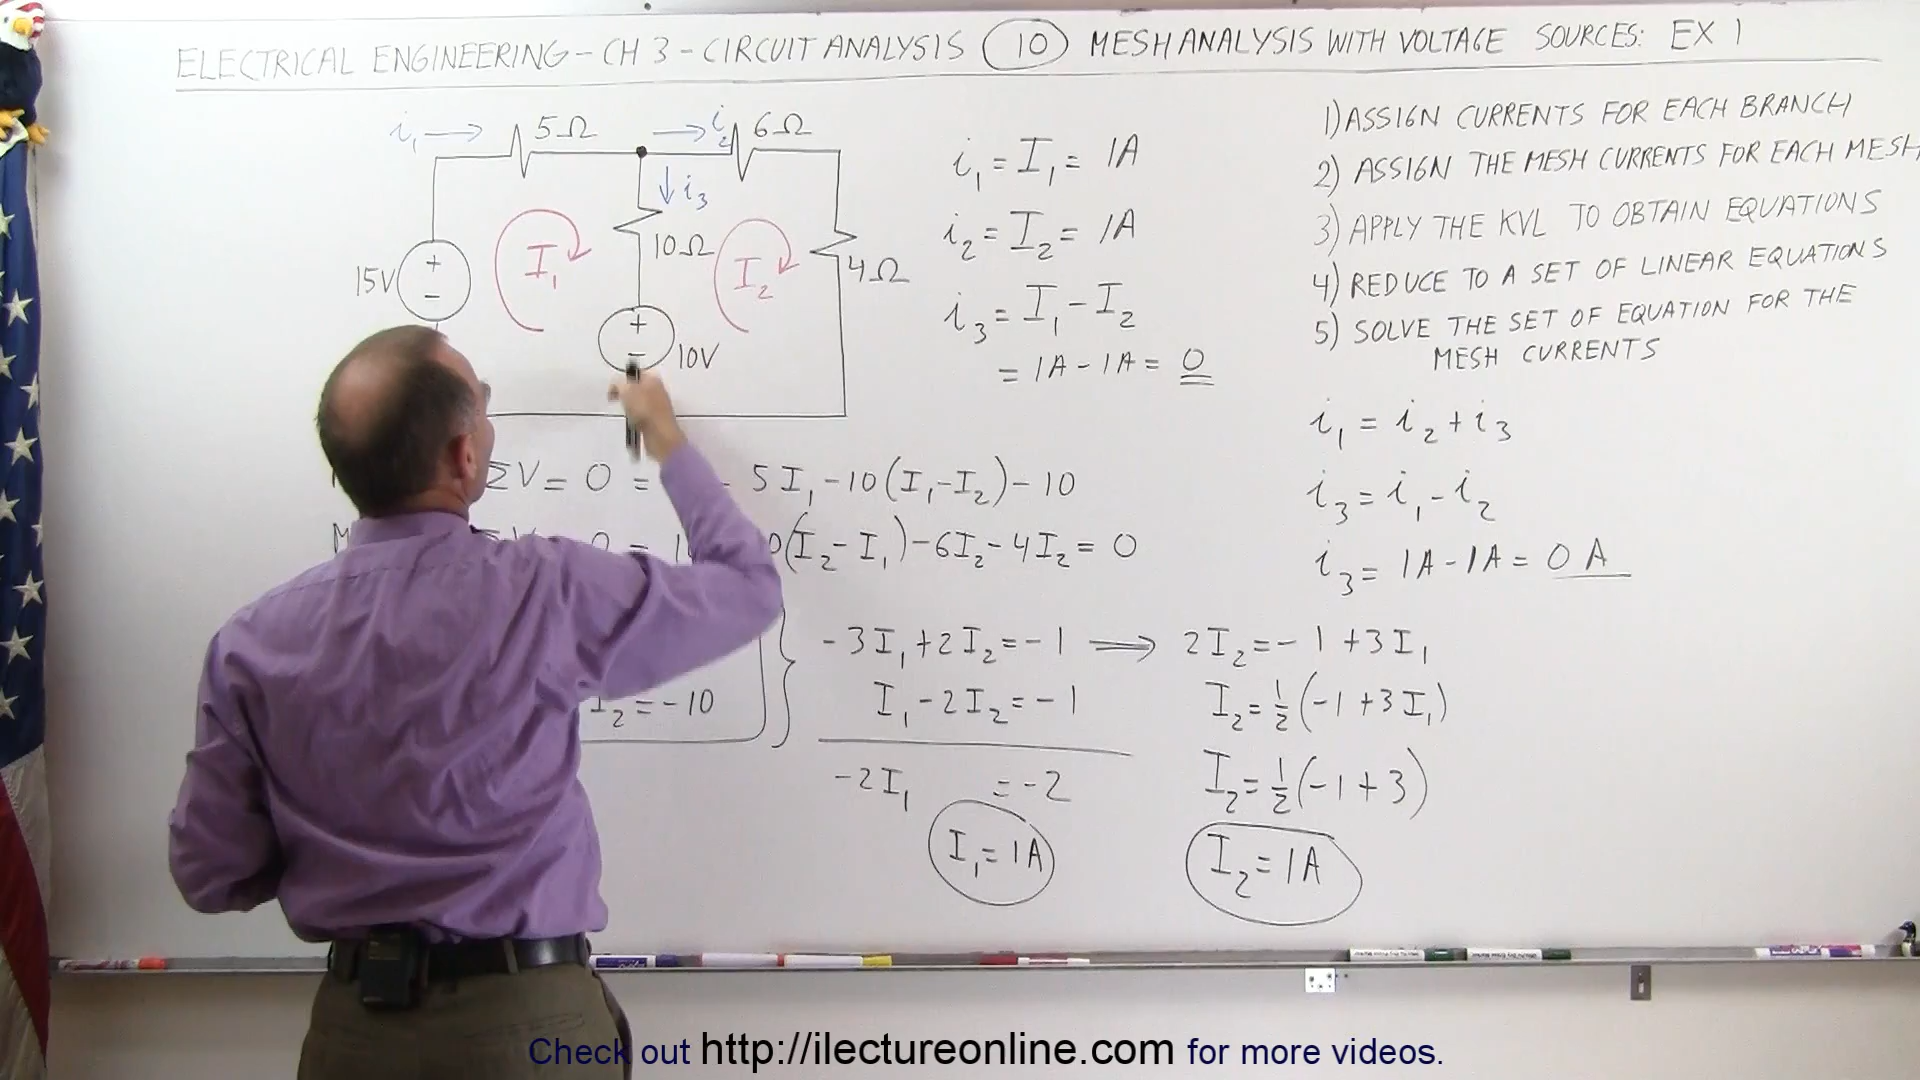 ELECTRICAL ENGINEERING - CH 3 - CIRCUIT ANALYSIS 10 MESH ANALYSIS WITH VOLTAGE SOURCES: EX 1
i₁ → 5Ω → i₂ 6Ω
↓ i₃
10Ω
4Ω
I₁
I₂
15V + -
+ - 10V
i₁ = I₁ = 1A
i₂ = I₂ = 1A
i₃ = I₁ - I₂
= 1A - 1A = 0
1) ASSIGN CURRENTS FOR EACH BRANCH
2) ASSIGN THE MESH CURRENTS FOR EACH MESH
3) APPLY THE KVL TO OBTAIN EQUATIONS
4) REDUCE TO A SET OF LINEAR EQUATIONS
5) SOLVE THE SET OF EQUATION FOR THE
MESH CURRENTS
i₁ = i₂ + i₃
i₃ = i₁ - i₂
i₃ = 1A - 1A = 0 A
ΣV = 0 = 5I₁ - 10(I₁ - I₂) - 10
(I₂ - I₁) - 6I₂ - 4I₂ = 0
I₂ = -10
-3I₁ + 2I₂ = -1 ⟹ 2I₂ = -1 + 3I₁
I₁ - 2I₂ = -1
I₂ = ½(-1 + 3I₁)
-2I₁ = -2
I₂ = ½(-1 + 3)
I₁ = 1A
I₂ = 1A
Check out http://ilectureonline.com for more videos.